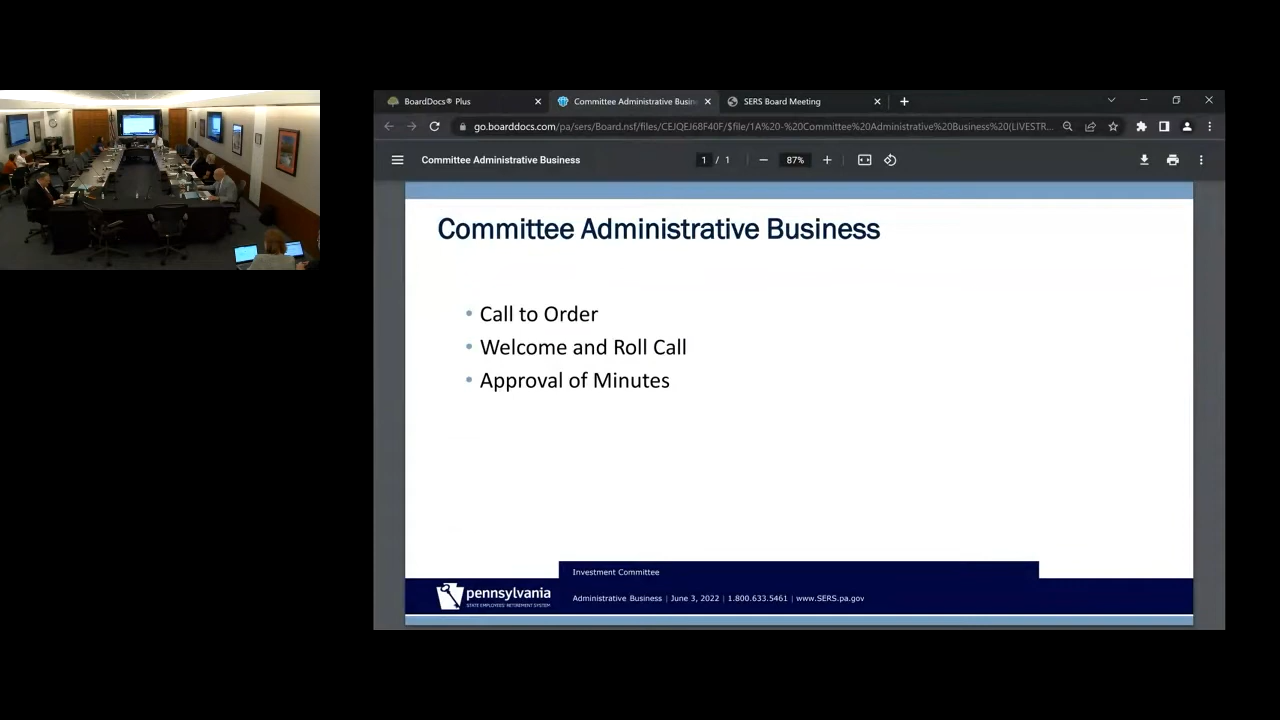 BoardDocs® Plus
Committee Administrative Busin
SERS Board Meeting
go.boarddocs.com/pa/sers/Board.nsf/files/CEJQEJ68F40F/$file/1A%20-%20Committee%20Administrative%20Business%20(LIVESTR...
Committee Administrative Business
1 / 1
87%
Committee Administrative Business
• Call to Order
• Welcome and Roll Call
• Approval of Minutes
Investment Committee
pennsylvania
STATE EMPLOYEES' RETIREMENT SYSTEM
Administrative Business | June 3, 2022 | 1.800.633.5461 | www.SERS.pa.gov